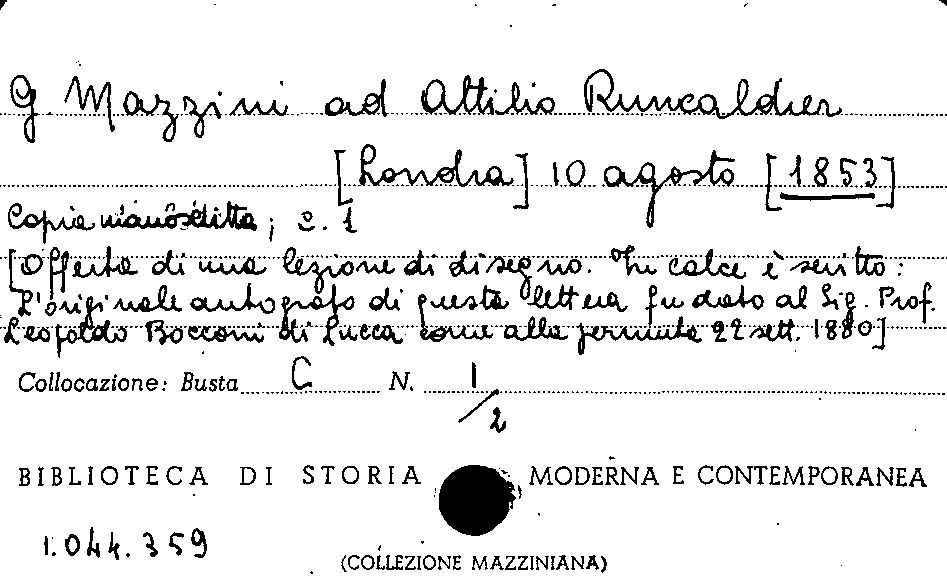 G. Mazzini ad Attilio Runcaldier
[Londra] 10 agosto [1853]
Copia manoscritta; c. 1
[Offerta di una lezione di disegno. In calce è scritto:
L'originale autografo di questa lettera fu dato al Sig. Prof.
Leopoldo Bocconi di Lucca come alla fermuta 22 sett. 1880]
Collocazione: Busta C N. 1/2
BIBLIOTECA DI STORIA MODERNA E CONTEMPORANEA
1.044.359
(COLLEZIONE MAZZINIANA)